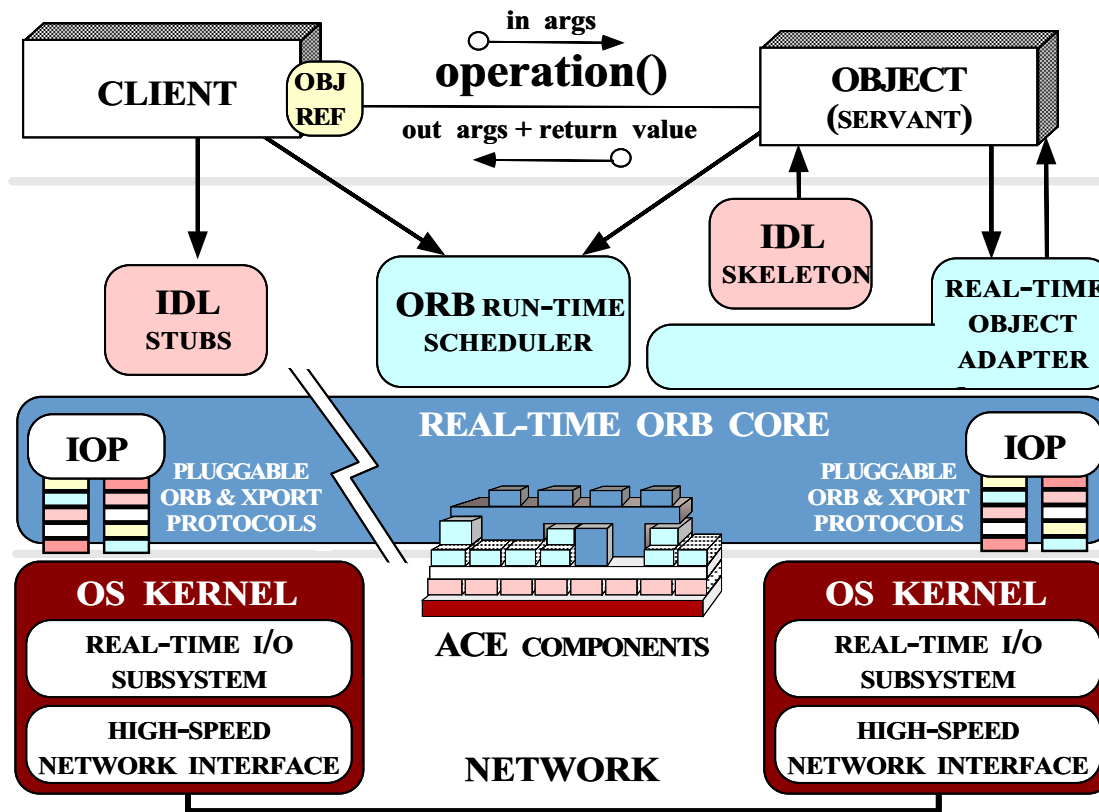 in args
operation()
out args + return value
CLIENT
OBJ
REF
OBJECT
(SERVANT)
IDL
STUBS
ORB RUN-TIME
SCHEDULER
IDL
SKELETON
REAL-TIME
OBJECT
ADAPTER
REAL-TIME ORB CORE
IOP
PLUGGABLE
ORB & XPORT
PROTOCOLS
PLUGGABLE
ORB & XPORT
PROTOCOLS
IOP
OS KERNEL
REAL-TIME I/O
SUBSYSTEM
HIGH-SPEED
NETWORK INTERFACE
ACE COMPONENTS
NETWORK
OS KERNEL
REAL-TIME I/O
SUBSYSTEM
HIGH-SPEED
NETWORK INTERFACE